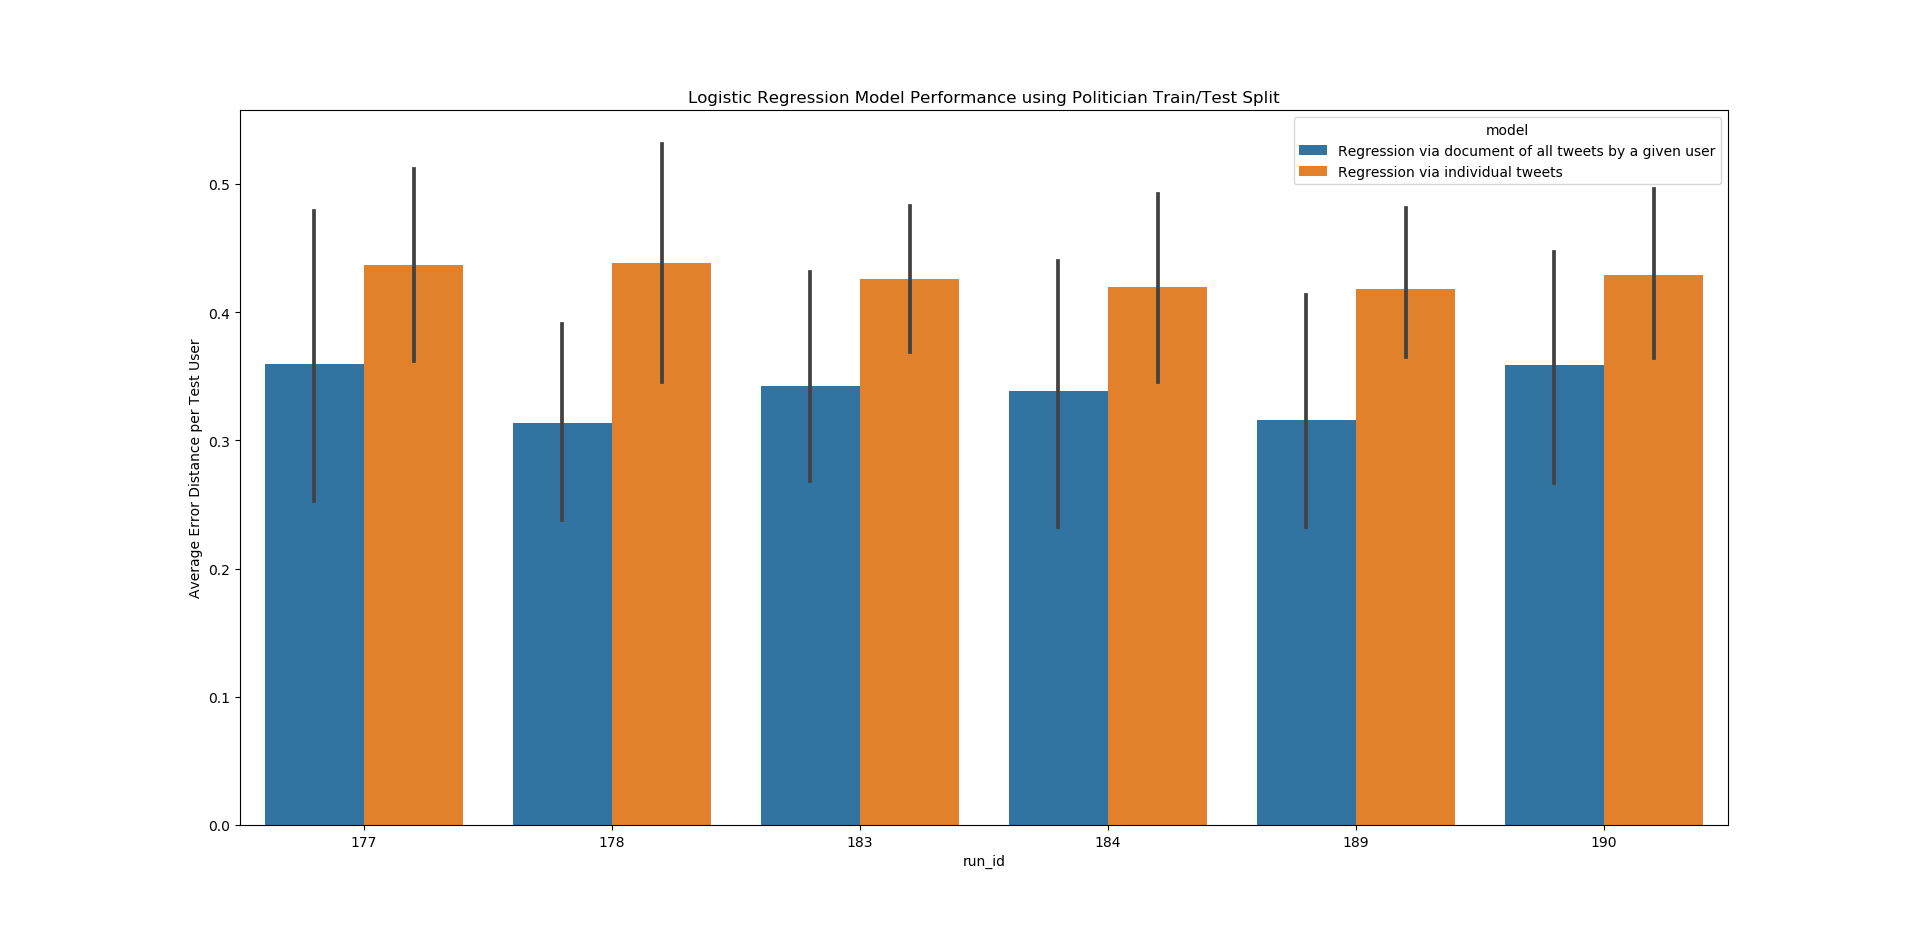 Logistic Regression Model Performance using Politician Train/Test Split
model
Regression via document of all tweets by a given user
Regression via individual tweets
Average Error Distance per Test User
0.5
0.4
0.3
0.2
0.1
0.0
177 178 183 184 189 190
run_id